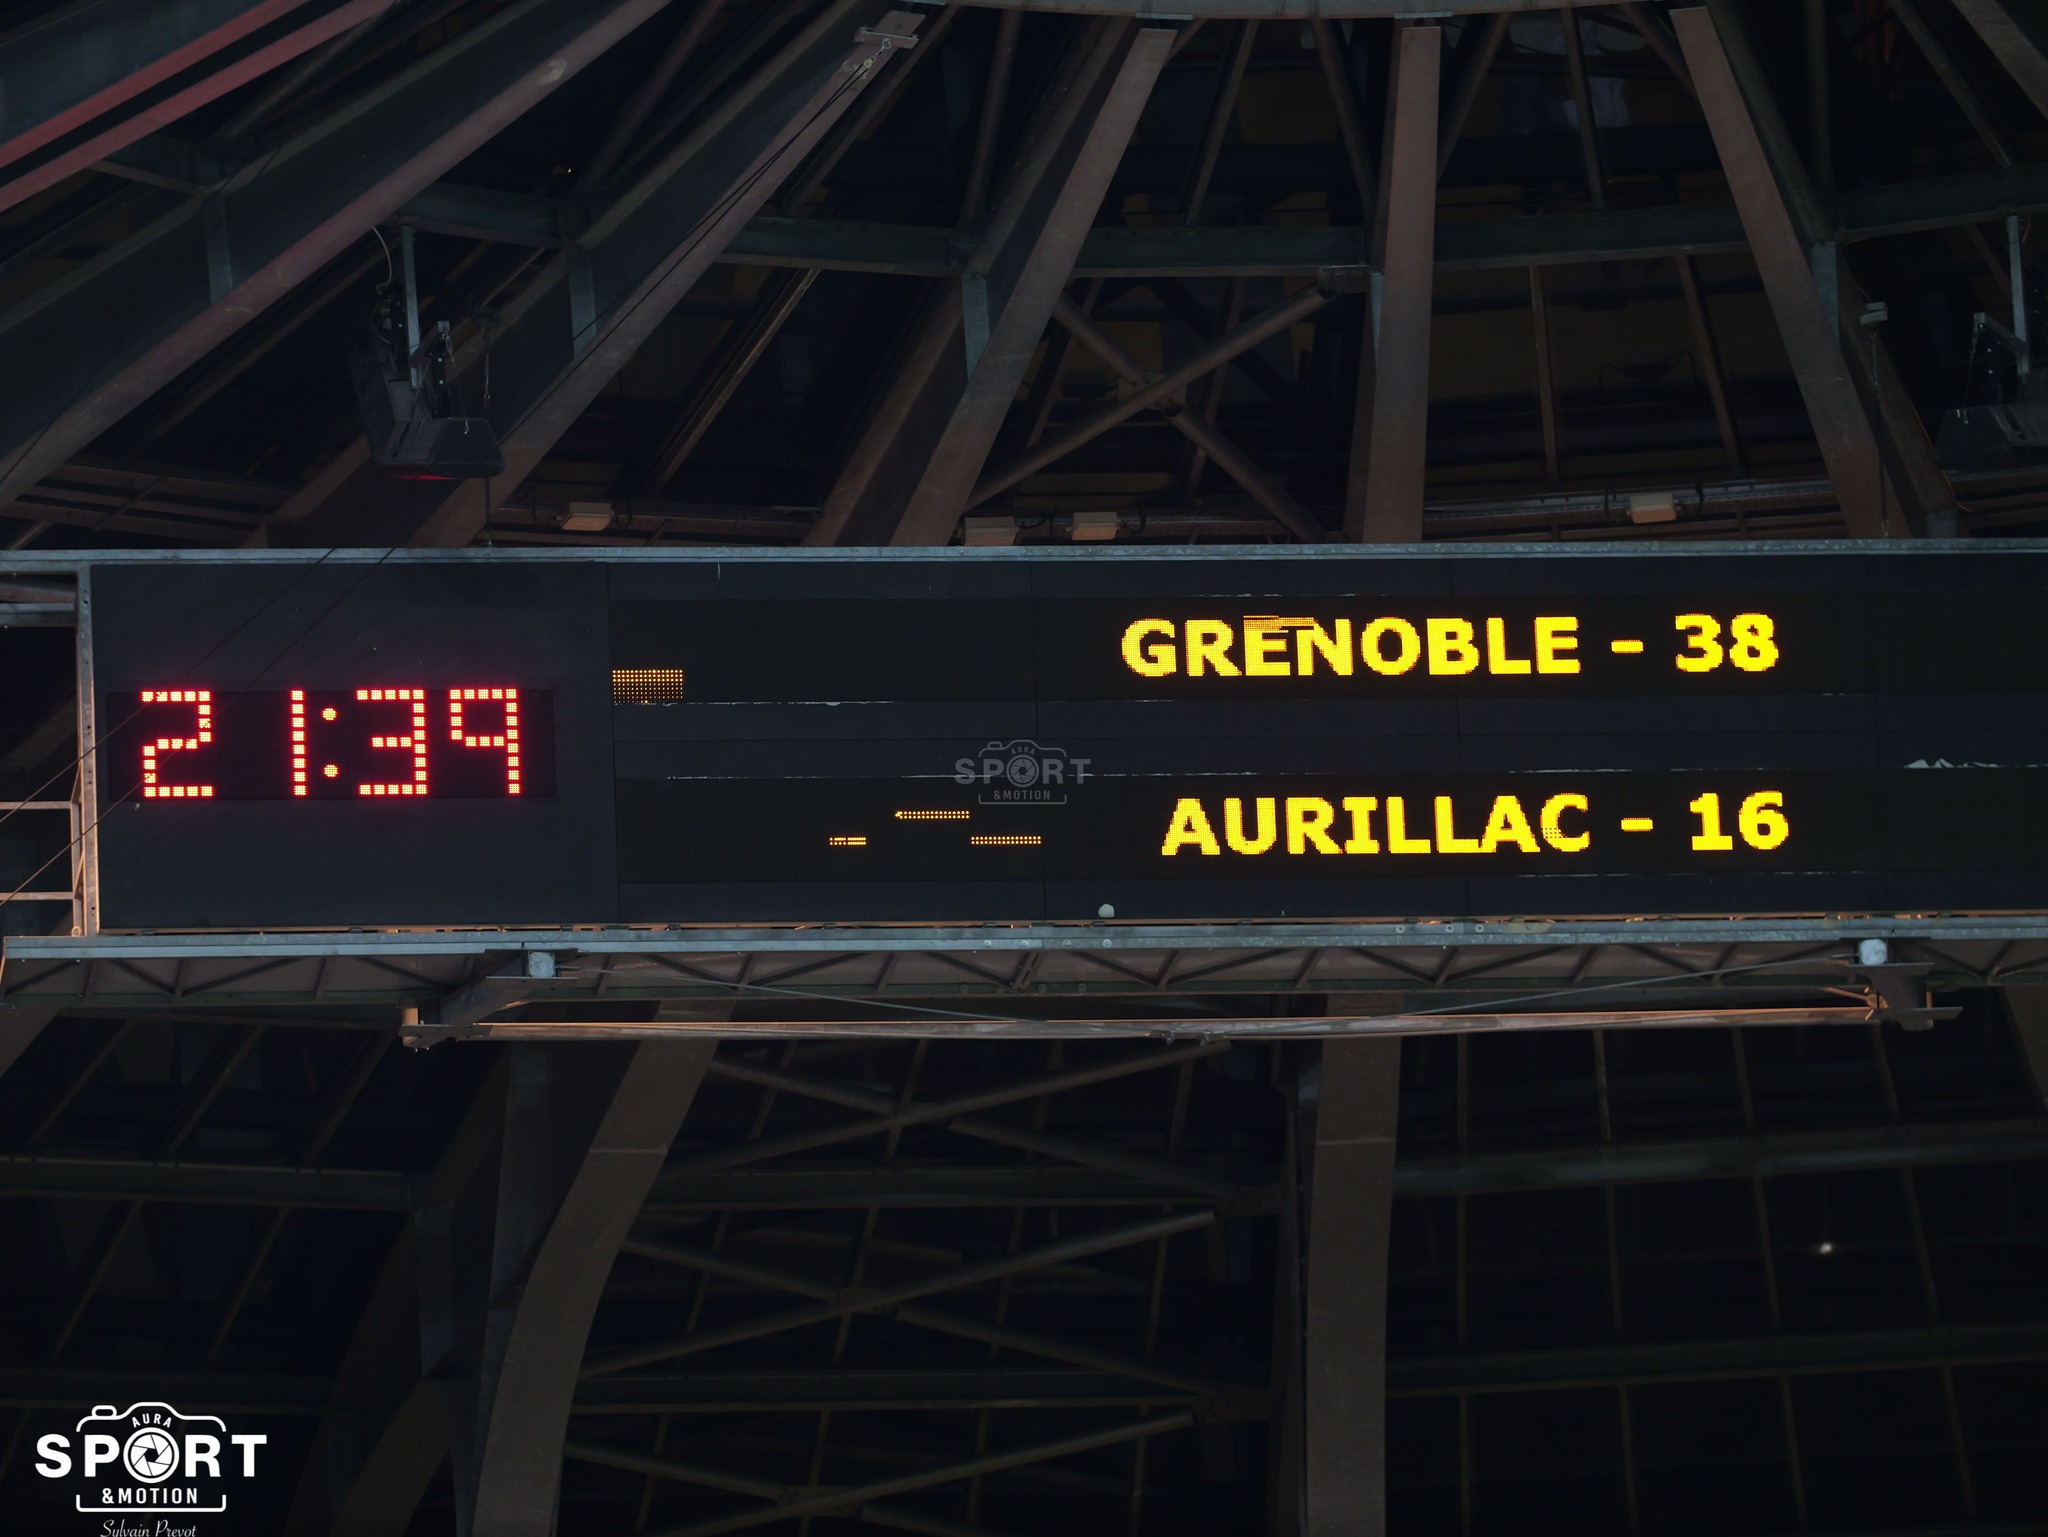 GRENOBLE - 38
21:39
AURILLAC - 16
AURA
SPORT
&MOTION
AURA
SPORT
&MOTION
Sylvain Prevot